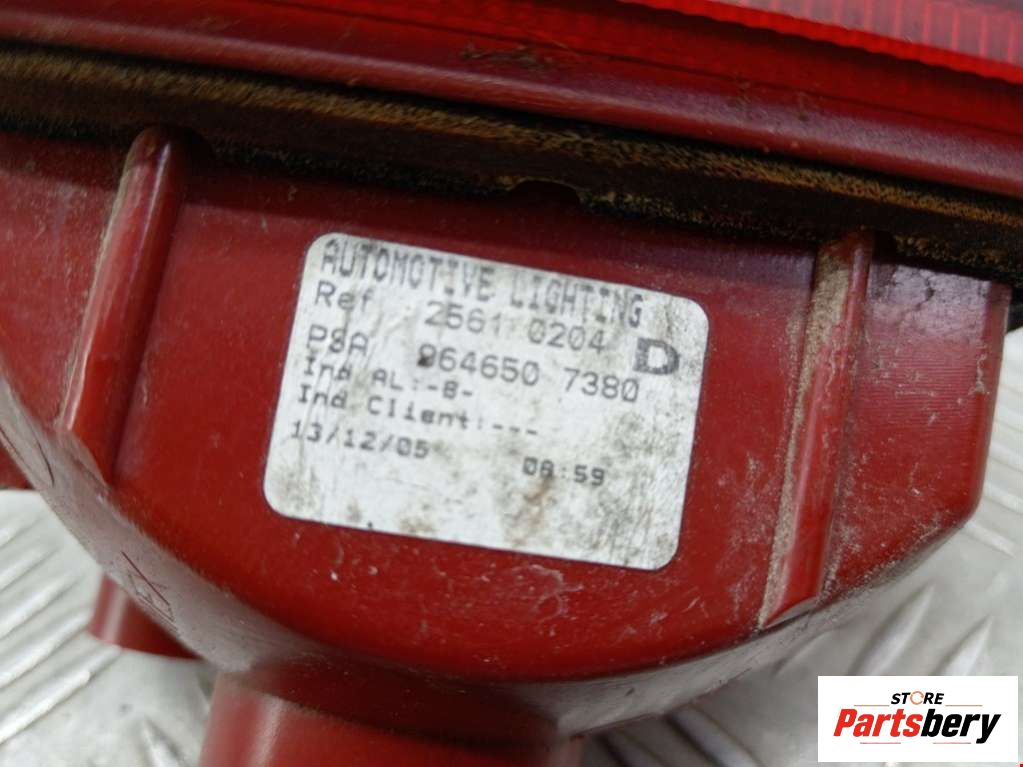 AUTOMOTIVE LIGHTING
Ref 2561 0204 D
PSA 964650 7380
Ind AL:-B-
Ind Client:---
13/12/05 08:59
STORE
Partsbery